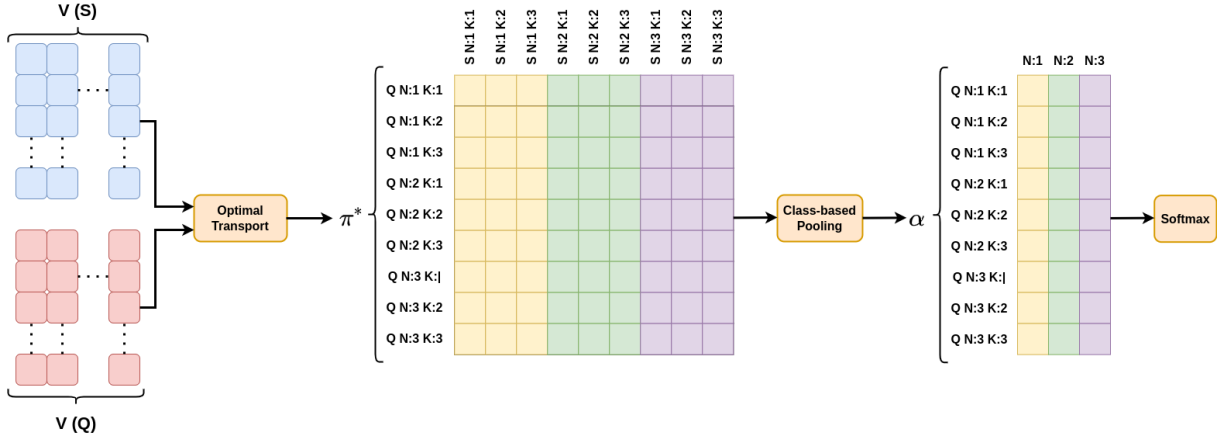 V (S)
S N:1 K:1
S N:1 K:2
S N:1 K:3
S N:2 K:1
S N:2 K:2
S N:2 K:3
S N:3 K:1
S N:3 K:2
S N:3 K:3
Q N:1 K:1
Q N:1 K:2
Q N:1 K:3
Q N:2 K:1
Q N:2 K:2
Q N:2 K:3
Q N:3 K:|
Q N:3 K:2
Q N:3 K:3
Optimal
Transport
π*
Class-based
Pooling
α
N:1 N:2 N:3
Q N:1 K:1
Q N:1 K:2
Q N:1 K:3
Q N:2 K:1
Q N:2 K:2
Q N:2 K:3
Q N:3 K:|
Q N:3 K:2
Q N:3 K:3
Softmax
V (Q)